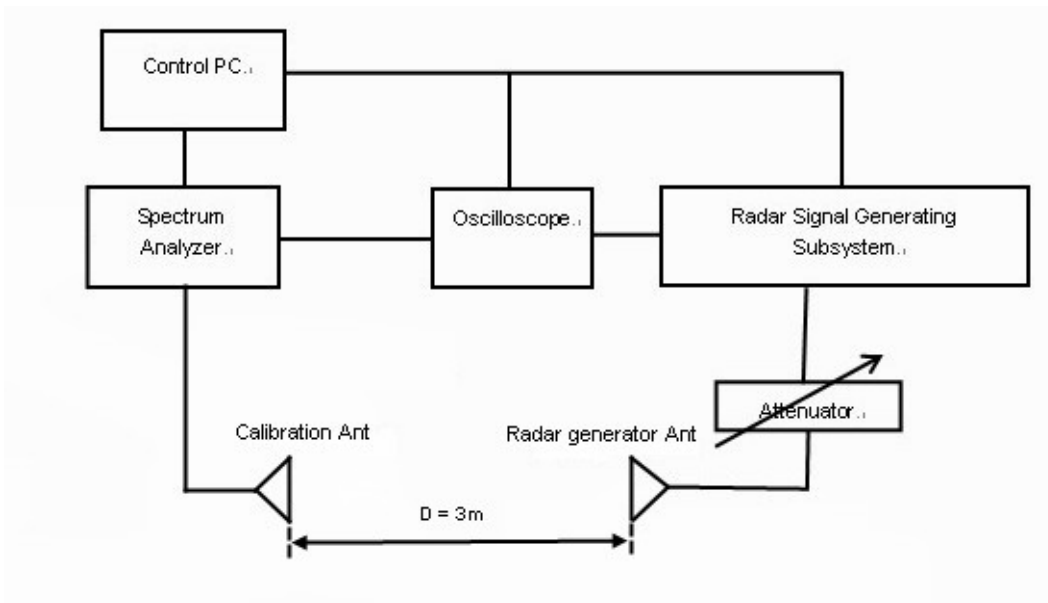 Control PC.
Spectrum
Analyzer.
Oscilloscope.
Radar Signal Generating
Subsystem.
Attenuator.
Calibration Ant
Radar generator Ant
D = 3m